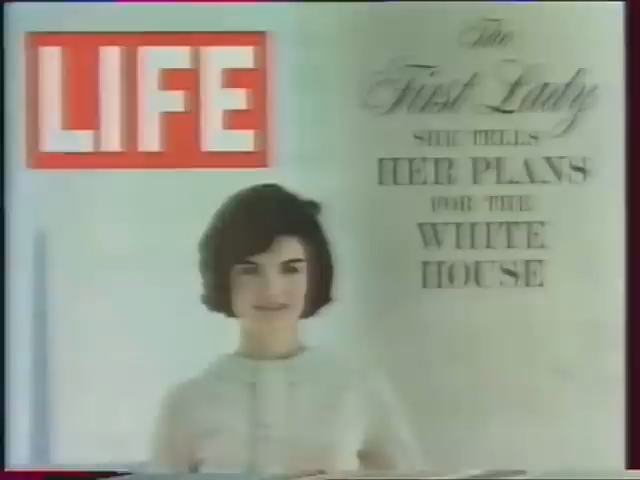 LIFE
The
First Lady
SHE TELLS
HER PLANS
FOR THE
WHITE
HOUSE